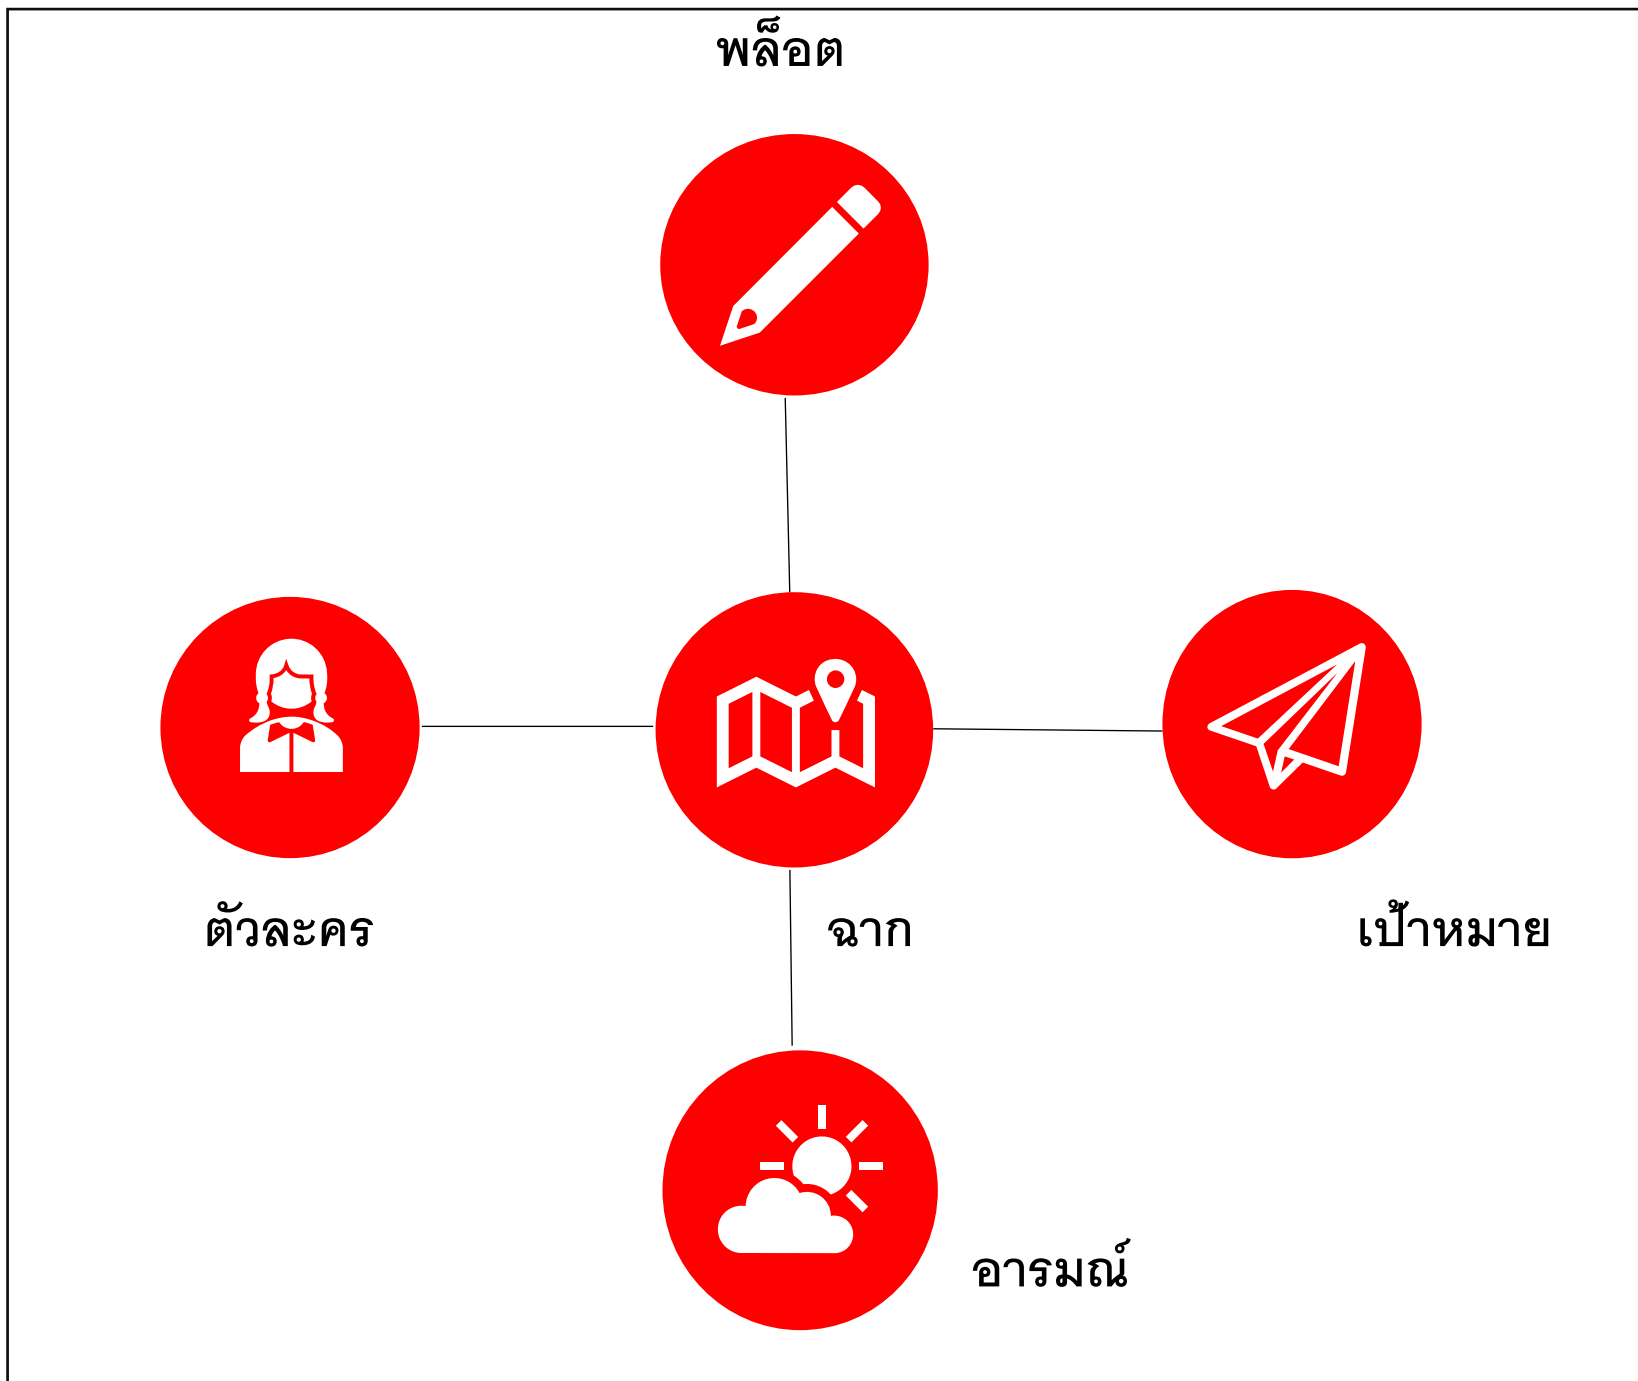 พล็อต
ตัวละคร
ฉาก
เป้าหมาย
อารมณ์